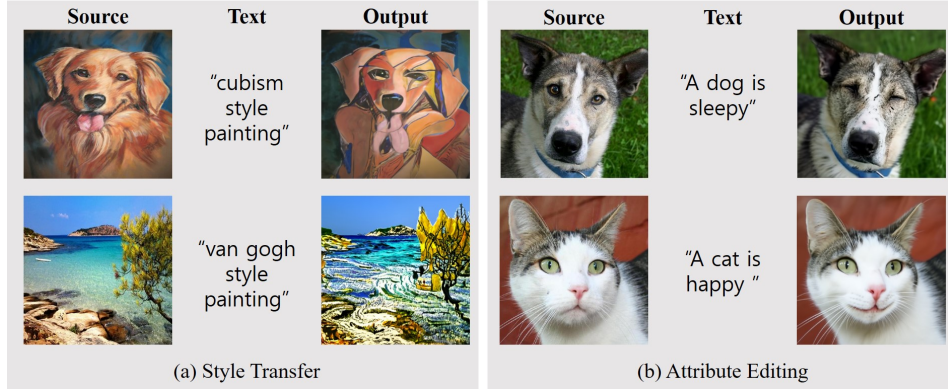 Source Text Output
"cubism
style
painting"
"van gogh
style
painting"
(a) Style Transfer
Source Text Output
"A dog is
sleepy"
"A cat is
happy "
(b) Attribute Editing